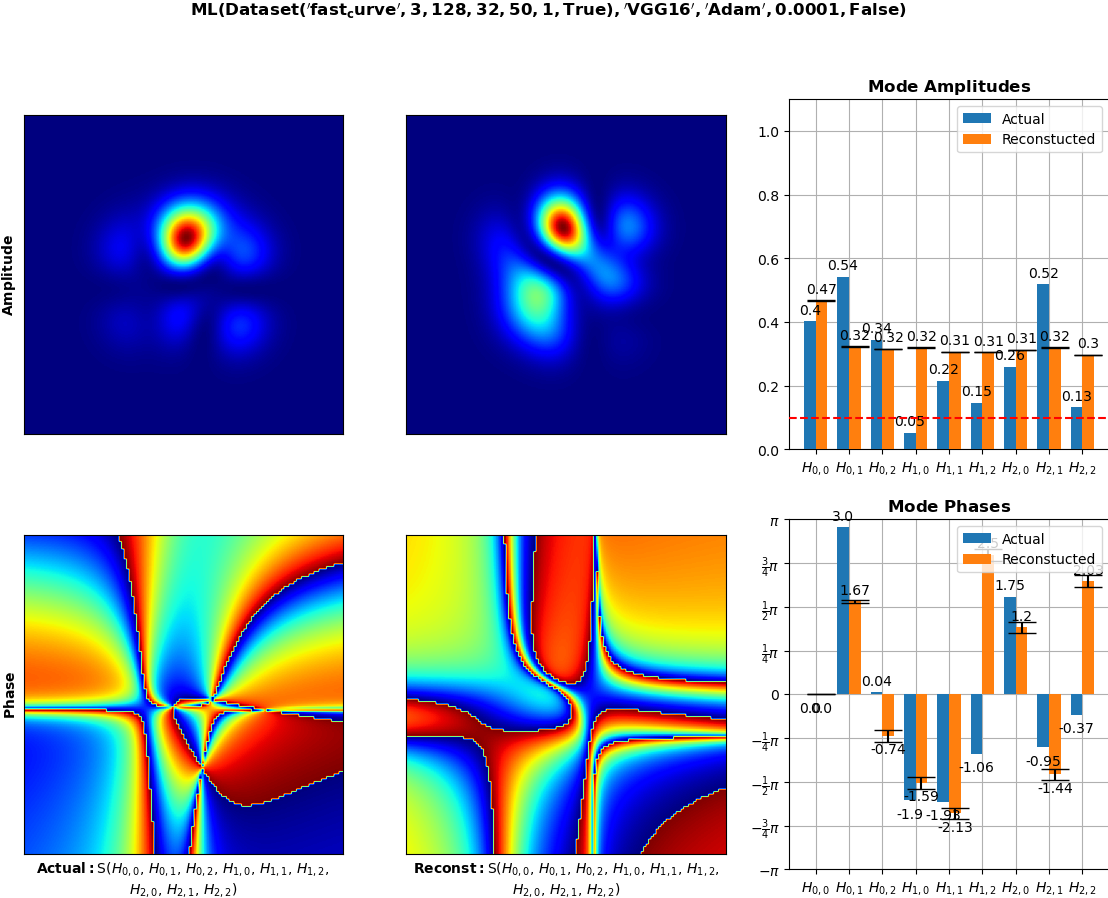 ML(Dataset('fast_curve', 3, 128, 32, 50, 1, True), 'VGG16', 'Adam', 0.0001, False)
Amplitude
Mode Amplitudes
Actual
Reconstucted
1.0
0.8
0.6
0.4
0.2
0.0
0.4 0.47 0.54 0.32 0.34 0.32 0.05 0.32 0.22 0.31 0.15 0.31 0.26 0.31 0.52 0.32 0.13 0.3
H0,0 H0,1 H0,2 H1,0 H1,1 H1,2 H2,0 H2,1 H2,2
Phase
Actual: S(H0,0, H0,1, H0,2, H1,0, H1,1, H1,2,
H2,0, H2,1, H2,2)
Reconst: S(H0,0, H0,1, H0,2, H1,0, H1,1, H1,2,
H2,0, H2,1, H2,2)
Mode Phases
Actual
Reconstucted
π
3/4π
1/2π
1/4π
0
−1/4π
−1/2π
−3/4π
−π
0.0 0.0 3.0 1.67 0.04 -0.74 -1.9 -1.59 -1.93 -2.13 -1.06 2.5 1.75 1.2 -0.95 -1.44 -0.37 2.03
H0,0 H0,1 H0,2 H1,0 H1,1 H1,2 H2,0 H2,1 H2,2